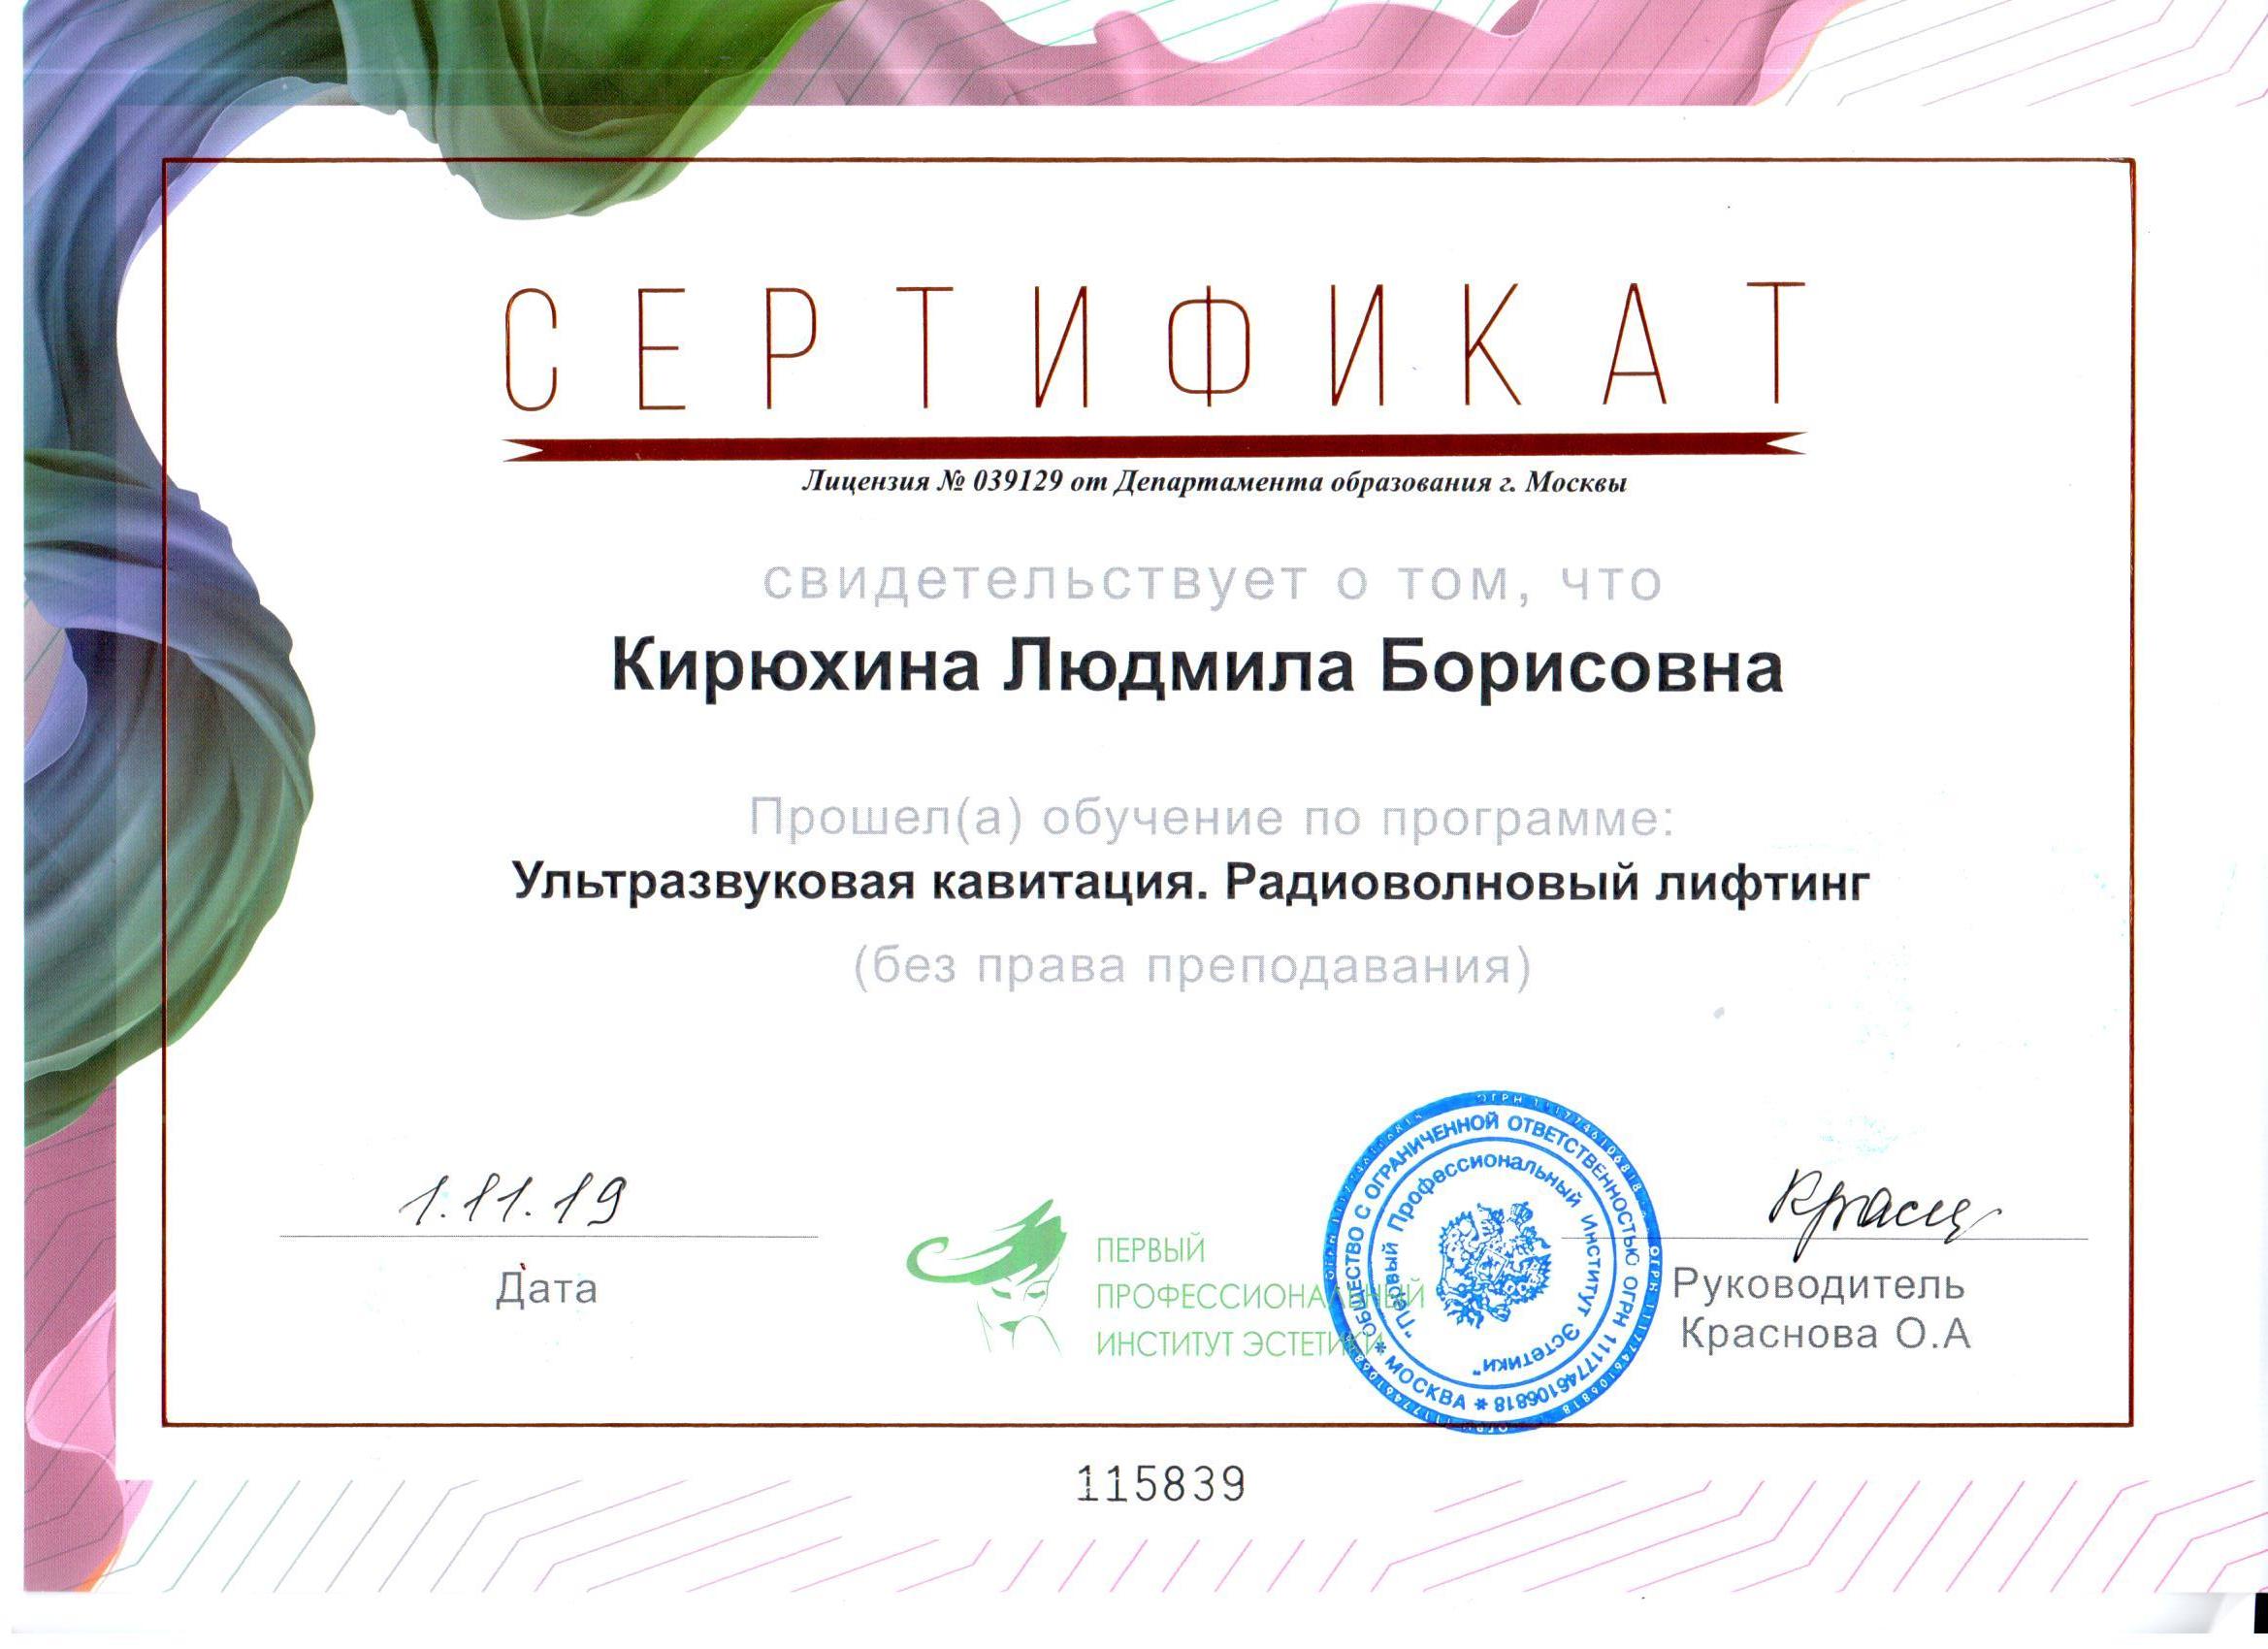 СЕРТИФИКАТ
Лицензия № 039129 от Департамента образования г. Москвы
свидетельствует о том, что
Кирюхина Людмила Борисовна
Прошел(а) обучение по программе:
Ультразвуковая кавитация. Радиоволновый лифтинг
(без права преподавания)
1.11.19
Дата
ПЕРВЫЙ
ПРОФЕССИОНАЛЬНЫЙ
ИНСТИТУТ ЭСТЕТИКИ
ОБЩЕСТВО С ОГРАНИЧЕННОЙ ОТВЕТСТВЕННОСТЬЮ ОГРН 1117746106818 * МОСКВА *
"Первый Профессиональный Институт Эстетики"
Руководитель
Краснова О.А
115839